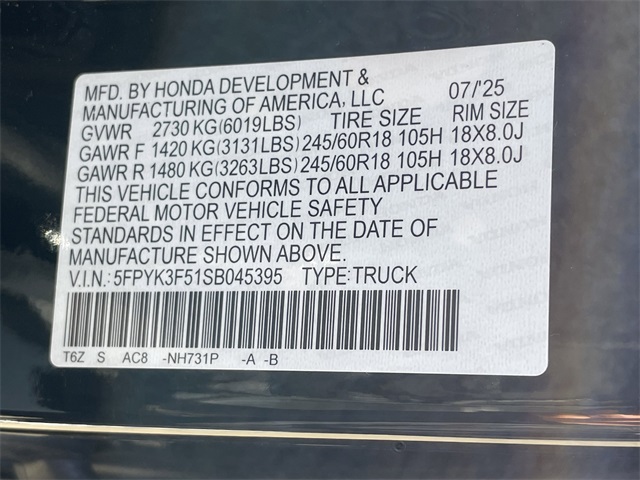 MFD. BY HONDA DEVELOPMENT & 07/'25
MANUFACTURING OF AMERICA, LLC
GVWR 2730 KG(6019LBS) TIRE SIZE RIM SIZE
GAWR F 1420 KG(3131LBS) 245/60R18 105H 18X8.0J
GAWR R 1480 KG(3263LBS) 245/60R18 105H 18X8.0J
THIS VEHICLE CONFORMS TO ALL APPLICABLE
FEDERAL MOTOR VEHICLE SAFETY
STANDARDS IN EFFECT ON THE DATE OF
MANUFACTURE SHOWN ABOVE.
V.I.N.: 5FPYK3F51SB045395 TYPE: TRUCK
T6Z S AC8 -NH731P -A -B